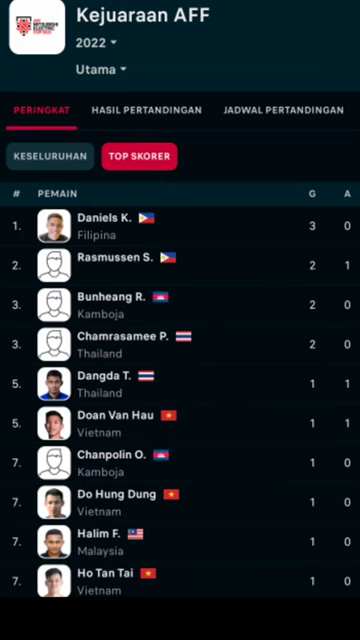 Kejuaraan AFF
2022
Utama
PERINGKAT HASIL PERTANDINGAN JADWAL PERTANDINGAN
KESELURUHAN TOP SKORER
# PEMAIN G A
1. Daniels K. 3 0
Filipina
2. Rasmussen S. 2 1
3. Bunheang R. 2 0
Kamboja
3. Chamrasamee P. 2 0
Thailand
5. Dangda T. 1 1
Thailand
5. Doan Van Hau 1 1
Vietnam
7. Chanpolin O. 1 0
Kamboja
7. Do Hung Dung 1 0
Vietnam
7. Halim F. 1 0
Malaysia
7. Ho Tan Tai 1 0
Vietnam